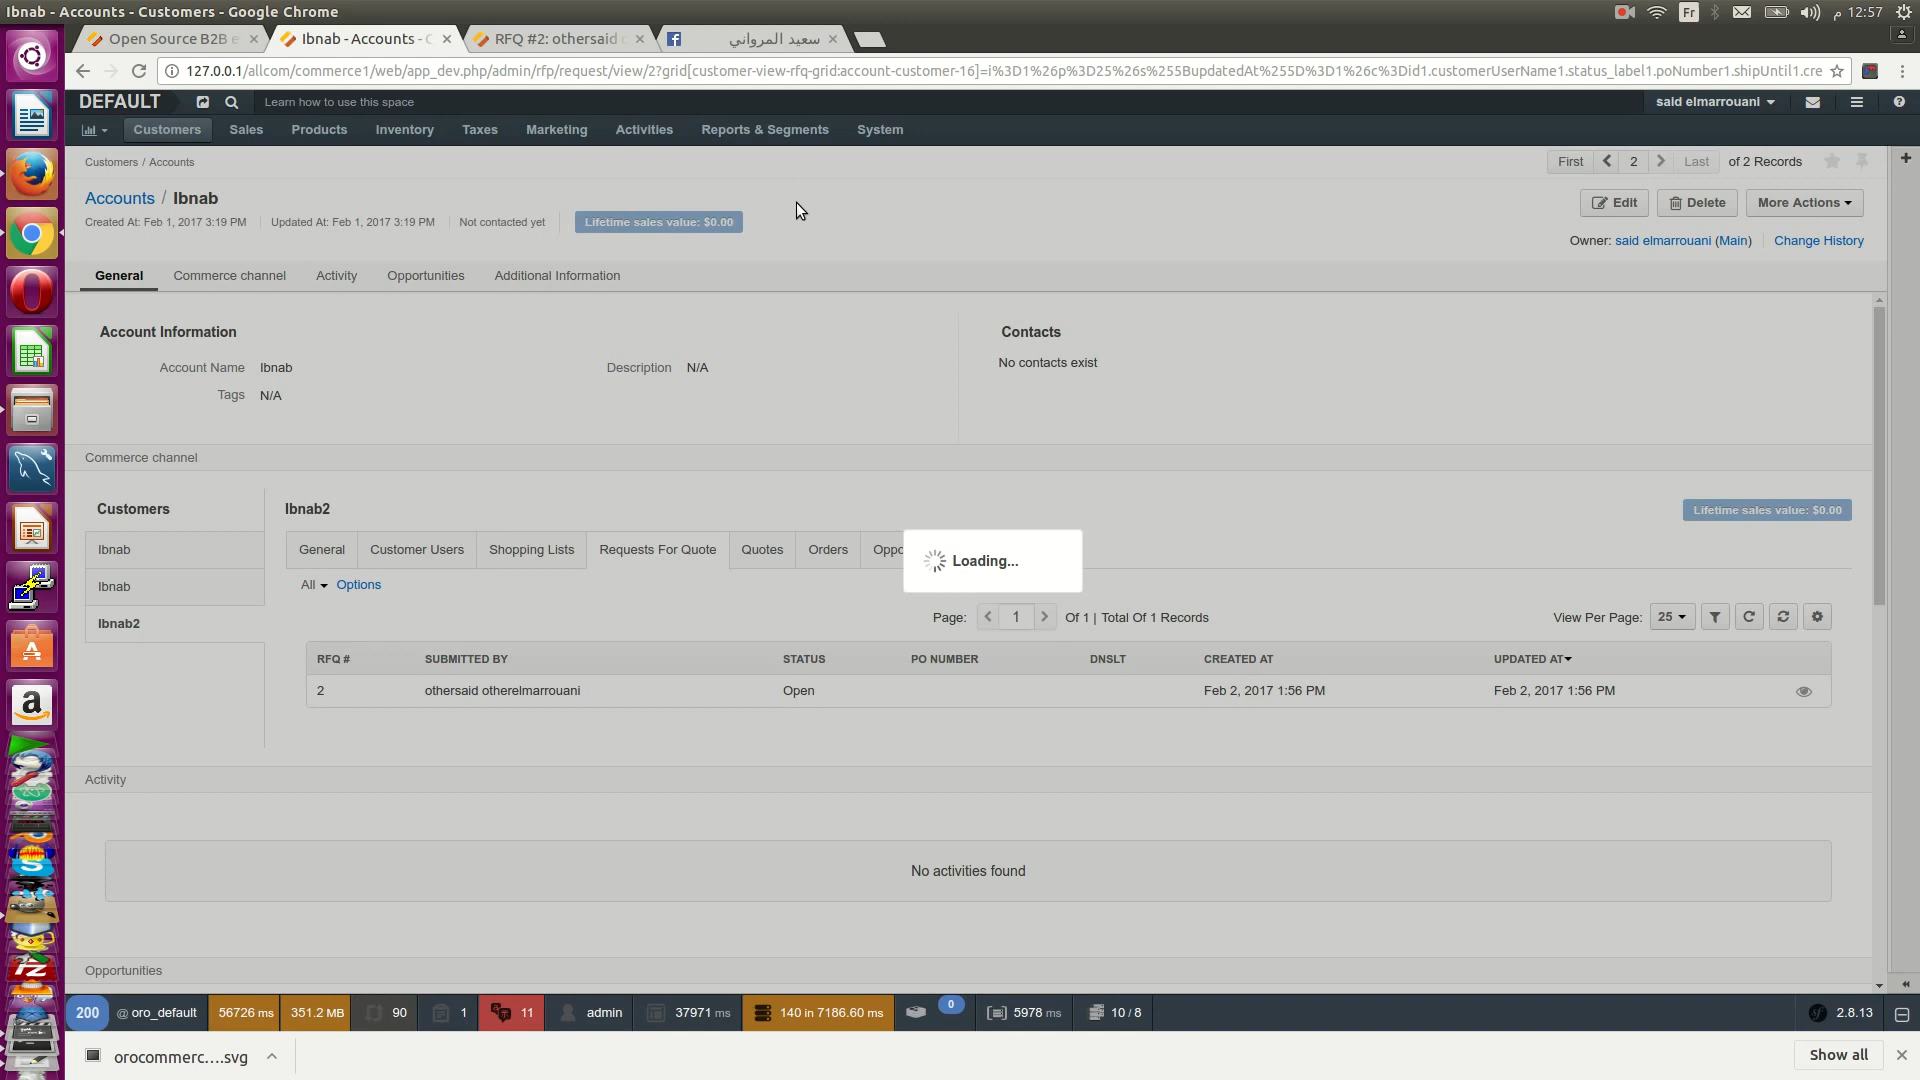 Ibnab - Accounts - Customers - Google Chrome
Fr
م 12:57
Open Source B2B e
Ibnab - Accounts - C
RFQ #2: othersaid
سعيد المرواني
127.0.0.1/allcom/commerce1/web/app_dev.php/admin/rfp/request/view/2?grid[customer-view-rfq-grid:account-customer-16]=i%3D1%26p%3D25%26s%255BupdatedAt%255D%3D1%26c%3Did1.customerUserName1.status_label1.poNumber1.shipUntil1.cre
DEFAULT
Learn how to use this space
said elmarrouani
Customers Sales Products Inventory Taxes Marketing Activities Reports & Segments System
Customers / Accounts
First 2 Last of 2 Records
Accounts / Ibnab
Edit Delete More Actions
Created At: Feb 1, 2017 3:19 PM Updated At: Feb 1, 2017 3:19 PM Not contacted yet Lifetime sales value: $0.00
Owner: said elmarrouani (Main) Change History
General Commerce channel Activity Opportunities Additional Information
Account Information
Contacts
Account Name Ibnab
Description N/A
No contacts exist
Tags N/A
Commerce channel
Customers
Ibnab2
Lifetime sales value: $0.00
Ibnab
Ibnab
Ibnab2
General Customer Users Shopping Lists Requests For Quote Quotes Orders Oppo
Loading...
All Options
Page: 1 Of 1 | Total Of 1 Records
View Per Page: 25
RFQ # SUBMITTED BY STATUS PO NUMBER DNSLT CREATED AT UPDATED AT
2 othersaid otherelmarrouani Open Feb 2, 2017 1:56 PM Feb 2, 2017 1:56 PM
Activity
No activities found
Opportunities
200 @ oro_default 56726 ms 351.2 MB 90 1 11 admin 37971 ms 140 in 7186.60 ms 0 5978 ms 10 / 8 2.8.13
orocommerc....svg
Show all